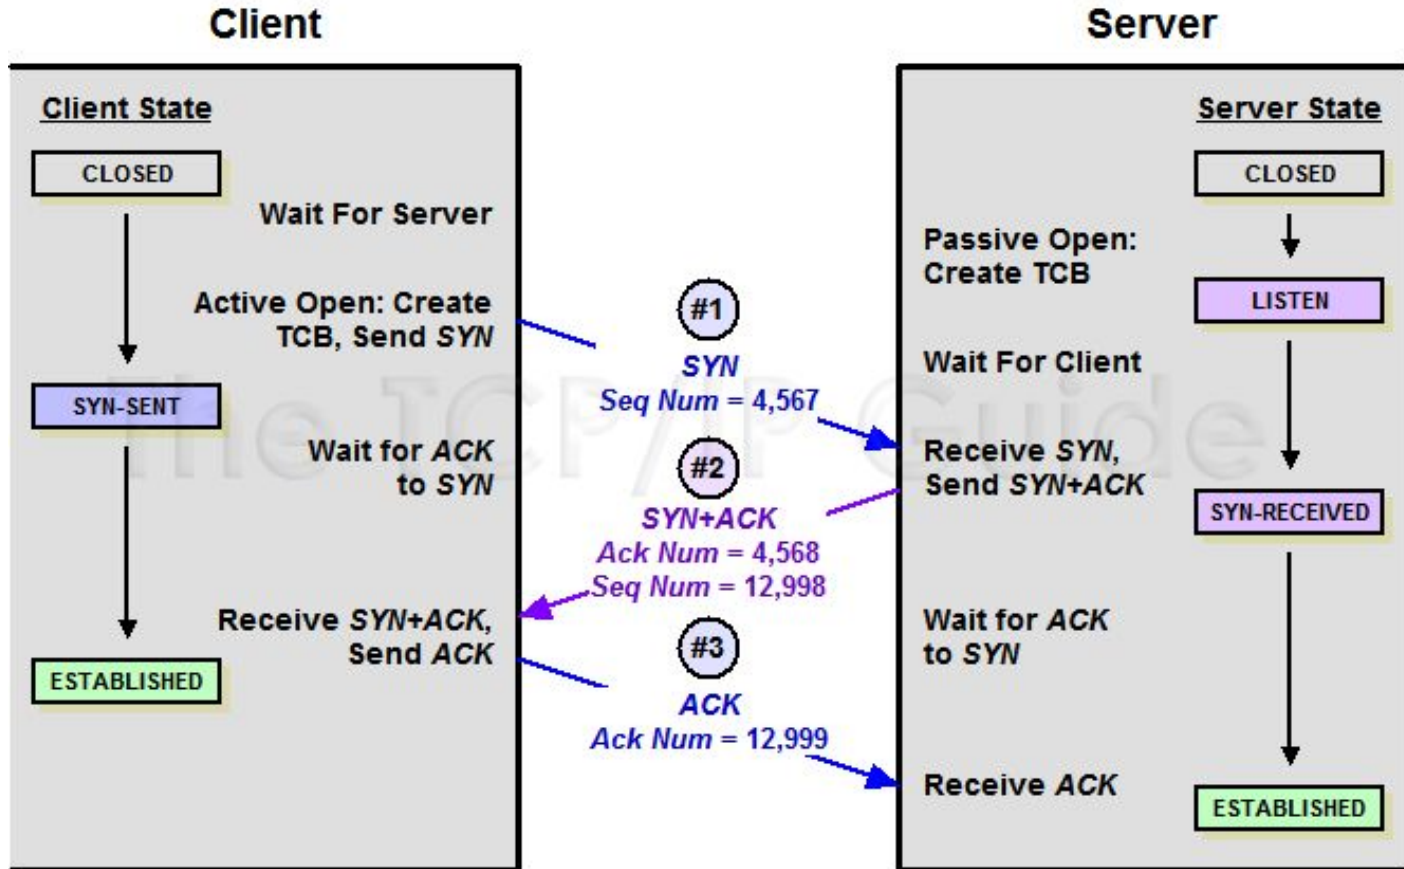 Client
Server
Client State
CLOSED
Wait For Server
Active Open: Create
TCB, Send SYN
SYN-SENT
Wait for ACK
to SYN
Receive SYN+ACK,
Send ACK
ESTABLISHED
#1
SYN
Seq Num = 4,567
#2
SYN+ACK
Ack Num = 4,568
Seq Num = 12,998
#3
ACK
Ack Num = 12,999
Server State
CLOSED
Passive Open:
Create TCB
LISTEN
Wait For Client
Receive SYN,
Send SYN+ACK
SYN-RECEIVED
Wait for ACK
to SYN
Receive ACK
ESTABLISHED
The TCP/IP Guide